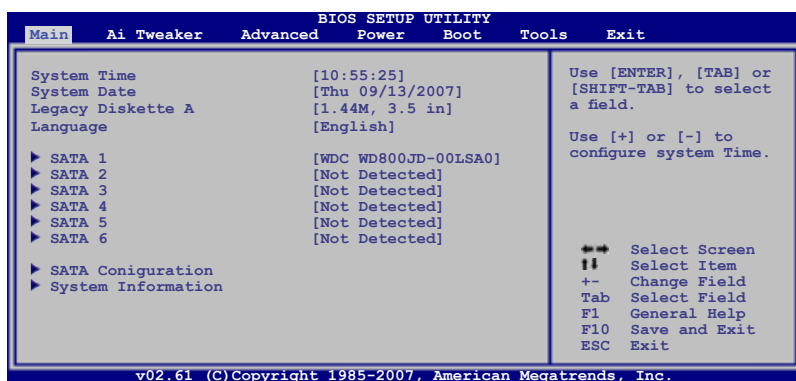 BIOS SETUP UTILITY
Main Ai Tweaker Advanced Power Boot Tools Exit
System Time [10:55:25]
System Date [Thu 09/13/2007]
Legacy Diskette A [1.44M, 3.5 in]
Language [English]
SATA 1 [WDC WD800JD-00LSA0]
SATA 2 [Not Detected]
SATA 3 [Not Detected]
SATA 4 [Not Detected]
SATA 5 [Not Detected]
SATA 6 [Not Detected]
SATA Coniguration
System Information
Use [ENTER], [TAB] or
[SHIFT-TAB] to select
a field.
Use [+] or [-] to
configure system Time.
Select Screen
Select Item
+- Change Field
Tab Select Field
F1 General Help
F10 Save and Exit
ESC Exit
v02.61 (C)Copyright 1985-2007, American Megatrends, Inc.